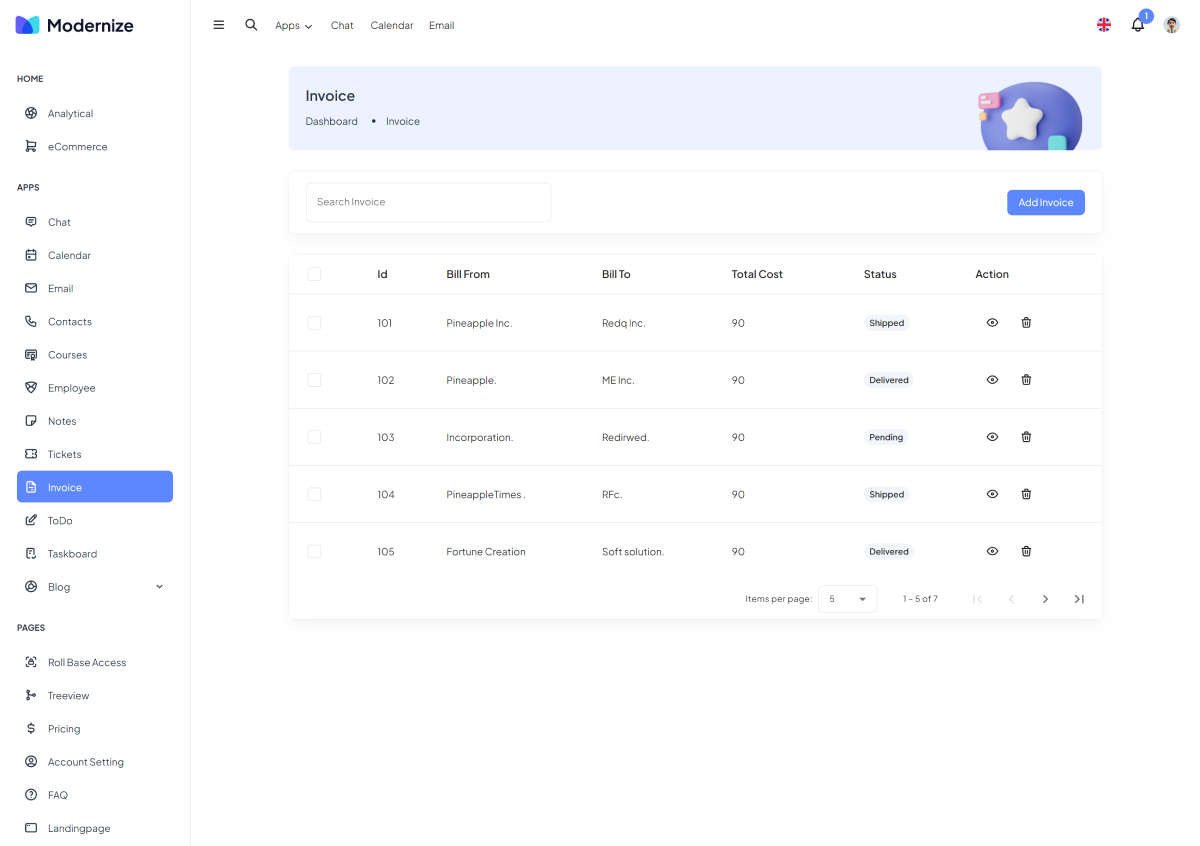 Modernize
Apps Chat Calendar Email
1
HOME
Analytical
eCommerce
APPS
Chat
Calendar
Email
Contacts
Courses
Employee
Notes
Tickets
Invoice
ToDo
Taskboard
Blog
PAGES
Roll Base Access
Treeview
Pricing
Account Setting
FAQ
Landingpage
Invoice
Dashboard • Invoice
Search Invoice
Add Invoice
Id Bill From Bill To Total Cost Status Action
101 Pineapple Inc. Redq Inc. 90 Shipped
102 Pineapple. ME Inc. 90 Delivered
103 Incorporation. Redirwed. 90 Pending
104 PineappleTimes . RFc. 90 Shipped
105 Fortune Creation Soft solution. 90 Delivered
Items per page: 5 1 – 5 of 7